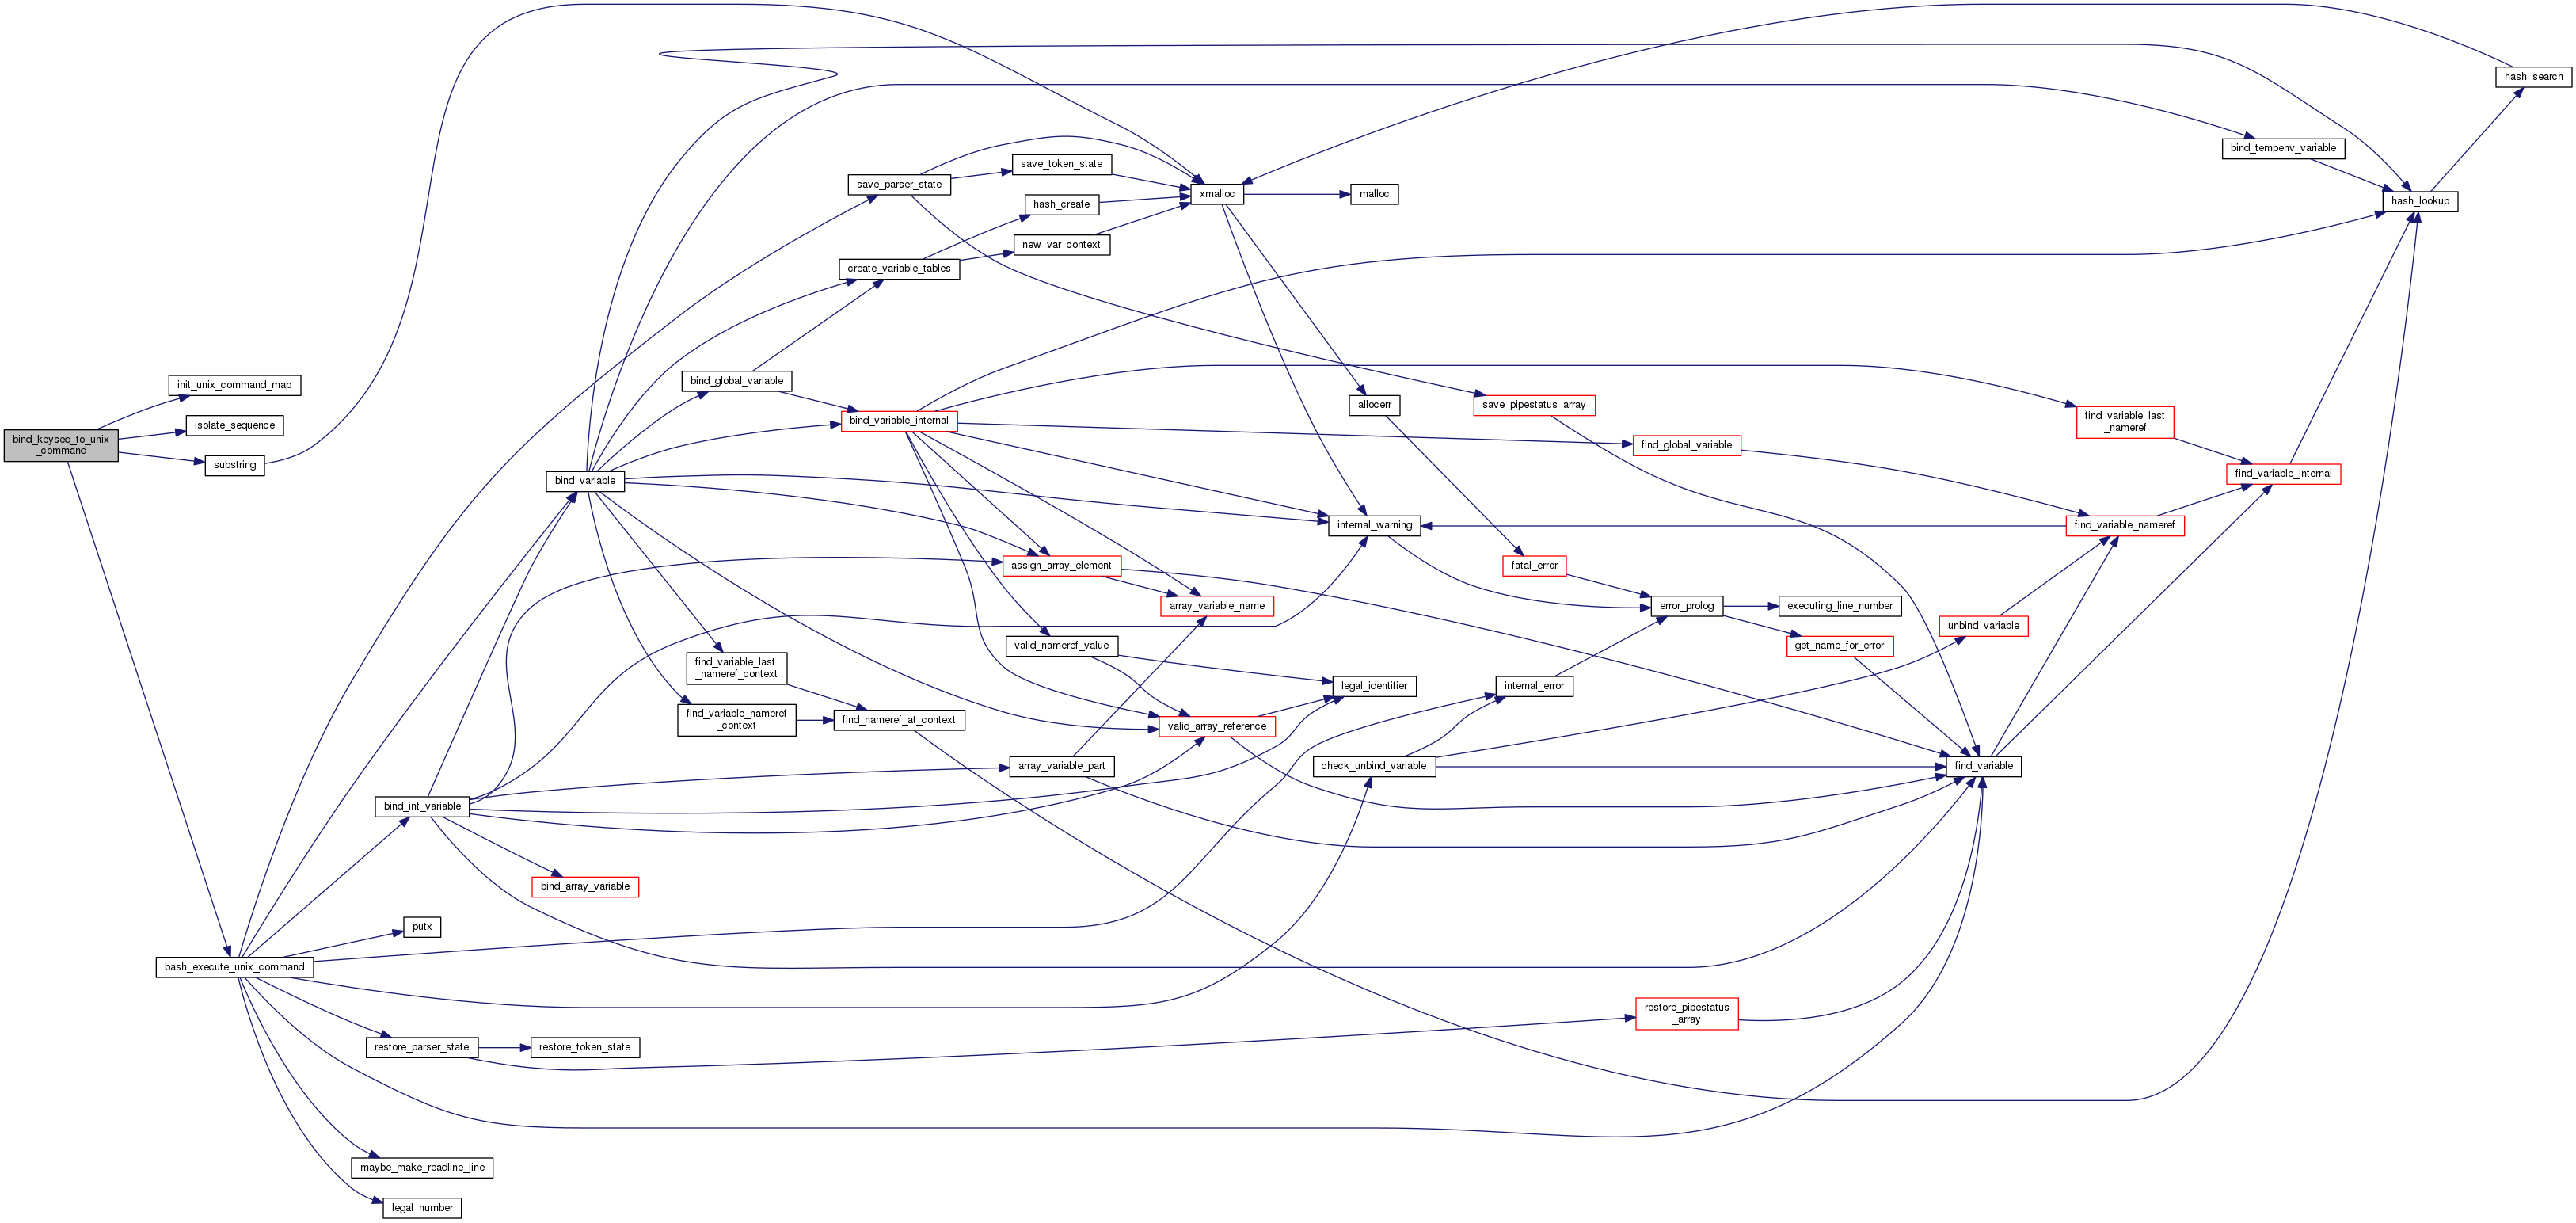 hash_search
bind_tempenv_variable
save_token_state
save_parser_state
xmalloc
malloc
hash_lookup
hash_create
new_var_context
create_variable_tables
init_unix_command_map
bind_global_variable
allocerr
save_pipestatus_array
isolate_sequence
bind_variable_internal
find_variable_last
_nameref
bind_keyseq_to_unix
_command
find_global_variable
substring
bind_variable
find_variable_internal
internal_warning
find_variable_nameref
assign_array_element
fatal_error
array_variable_name
error_prolog
executing_line_number
unbind_variable
valid_nameref_value
get_name_for_error
find_variable_last
_nameref_context
legal_identifier
internal_error
find_variable_nameref
_context
find_nameref_at_context
valid_array_reference
array_variable_part
check_unbind_variable
find_variable
bind_int_variable
bind_array_variable
putx
bash_execute_unix_command
restore_pipestatus
_array
restore_parser_state
restore_token_state
maybe_make_readline_line
legal_number